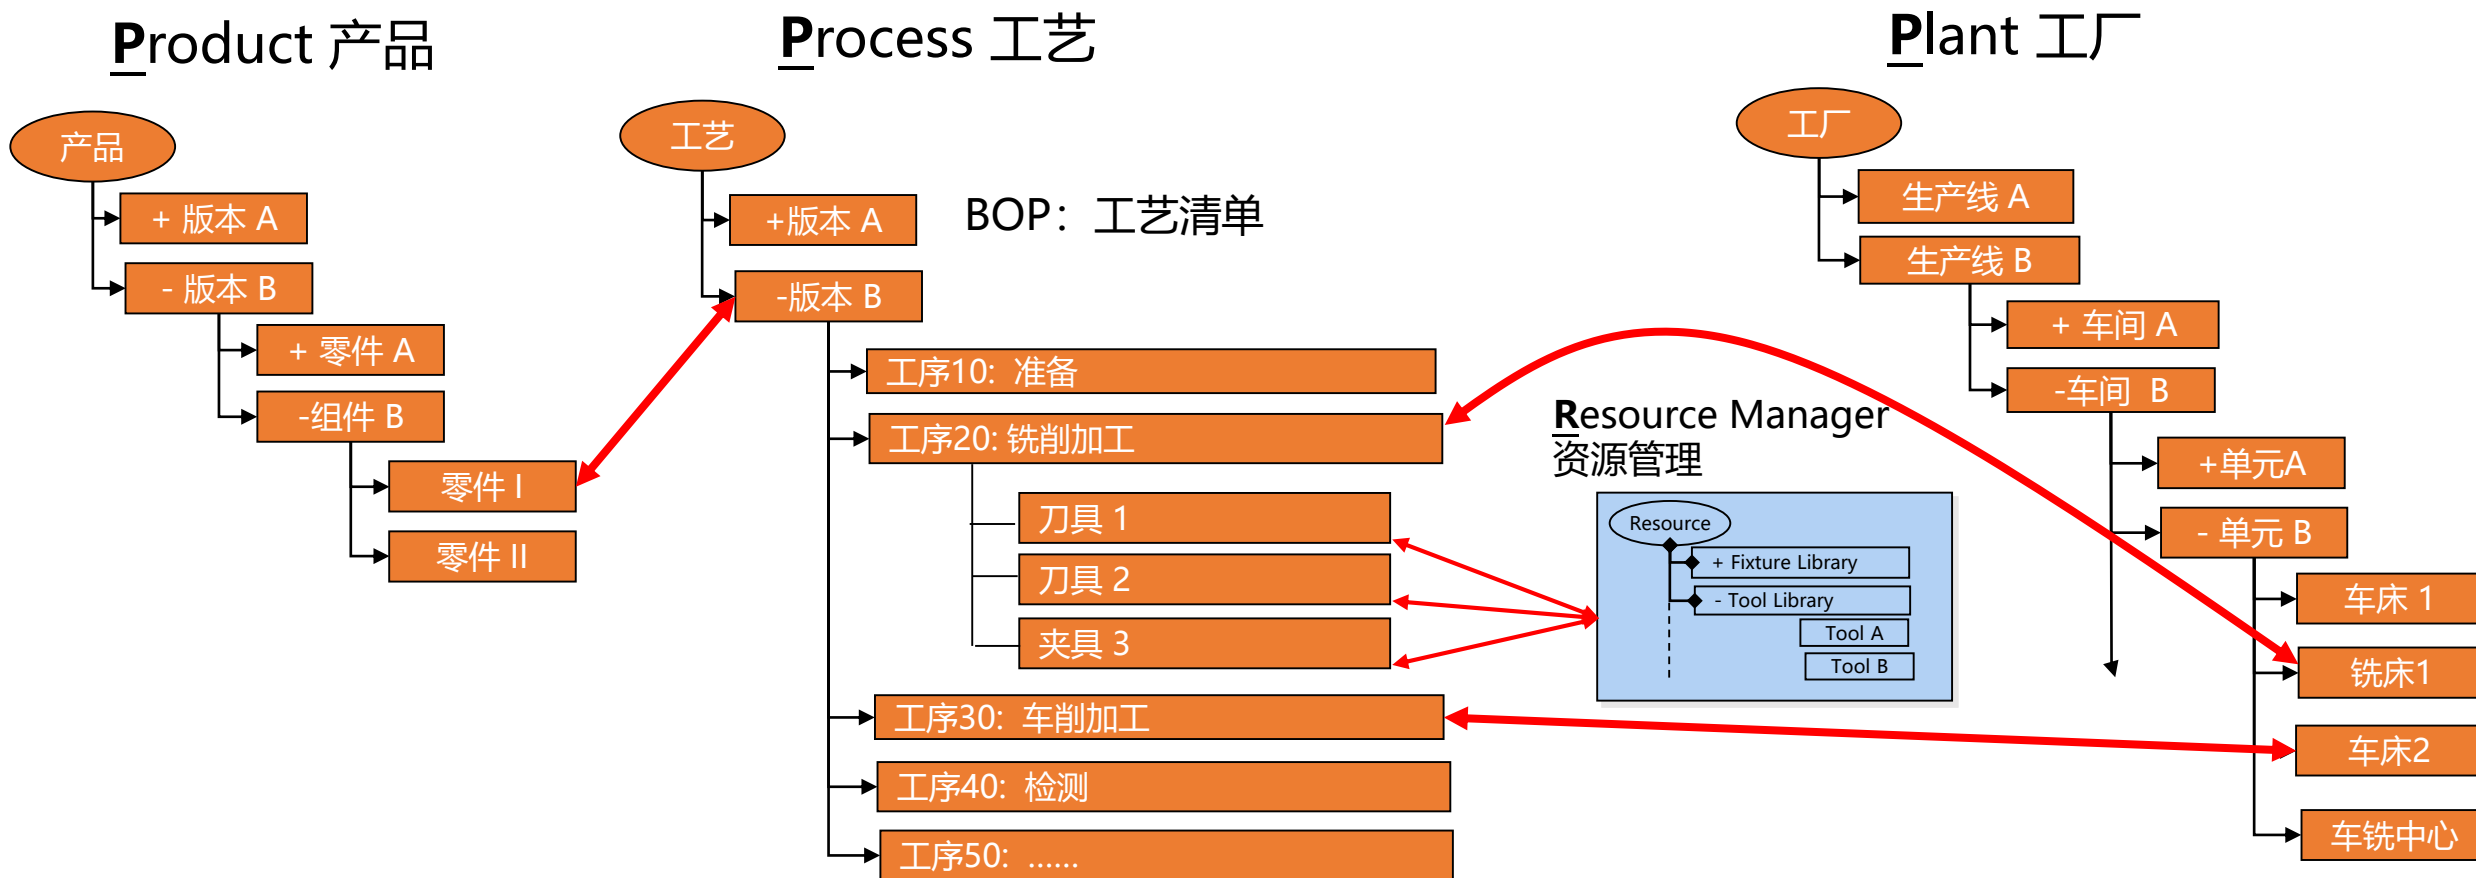 Product 产品
产品
+ 版本 A
- 版本 B
+ 零件 A
-组件 B
零件 I
零件 II
Process 工艺
工艺
+版本 A
BOP：工艺清单
-版本 B
工序10: 准备
工序20: 铣削加工
刀具 1
刀具 2
夹具 3
工序30: 车削加工
工序40: 检测
工序50: ......
Resource Manager
资源管理
Resource
+ Fixture Library
- Tool Library
Tool A
Tool B
Plant 工厂
工厂
生产线 A
生产线 B
+ 车间 A
-车间 B
+单元A
- 单元 B
车床 1
铣床1
车床2
车铣中心